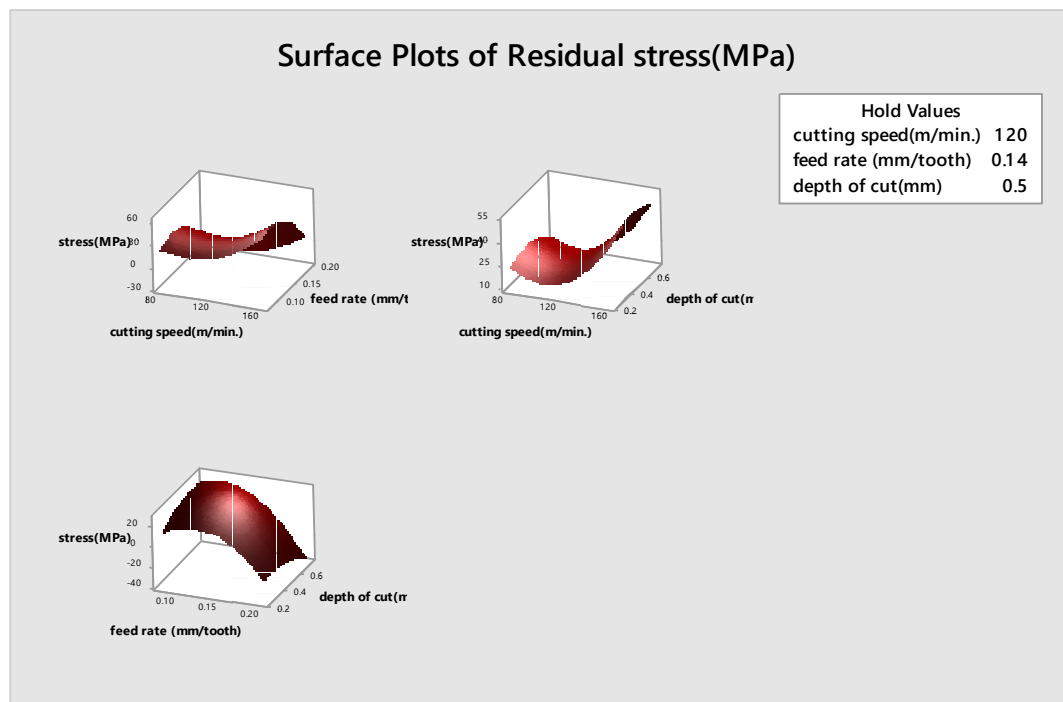 Surface Plots of Residual stress(MPa)
Hold Values
cutting speed(m/min.) 120
feed rate (mm/tooth) 0.14
depth of cut(mm) 0.5
60
stress(MPa)
30
0
-30
80
120
160
0.10
0.15
0.20
feed rate (mm/t
cutting speed(m/min.)
55
stress(MPa)
40
25
10
80
120
160
0.2
0.4
0.6
depth of cut(m
cutting speed(m/min.)
20
stress(MPa)
0
-20
-40
0.10
0.15
0.20
0.2
0.4
0.6
depth of cut(m
feed rate (mm/tooth)